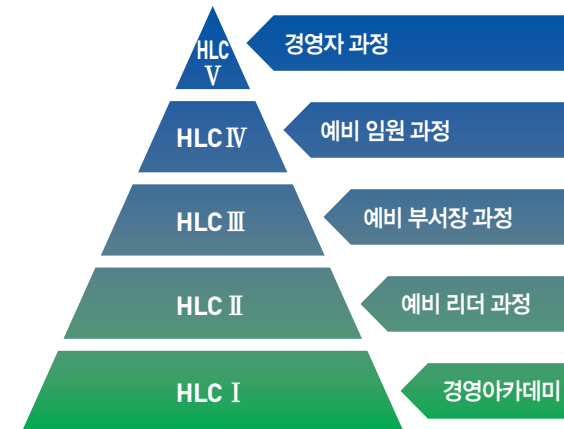 HLC
Ⅴ
경영자 과정
HLC Ⅳ
예비 임원 과정
HLC Ⅲ
예비 부서장 과정
HLC Ⅱ
예비 리더 과정
HLC Ⅰ
경영아카데미